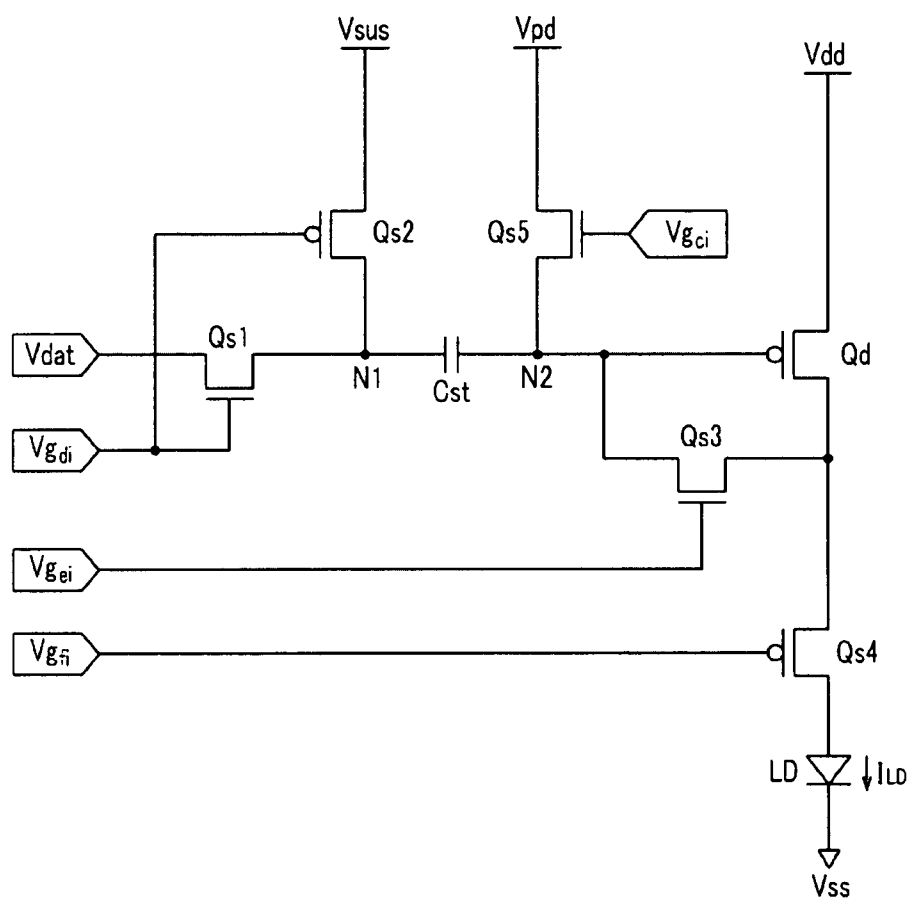 Vsus
Vpd
Vdd
Qs2
Qs5
Vgci
Vdat
Qs1
N1
Cst
N2
Qd
Vgdi
Qs3
Vgei
Vgfi
Qs4
LD
ILD
Vss